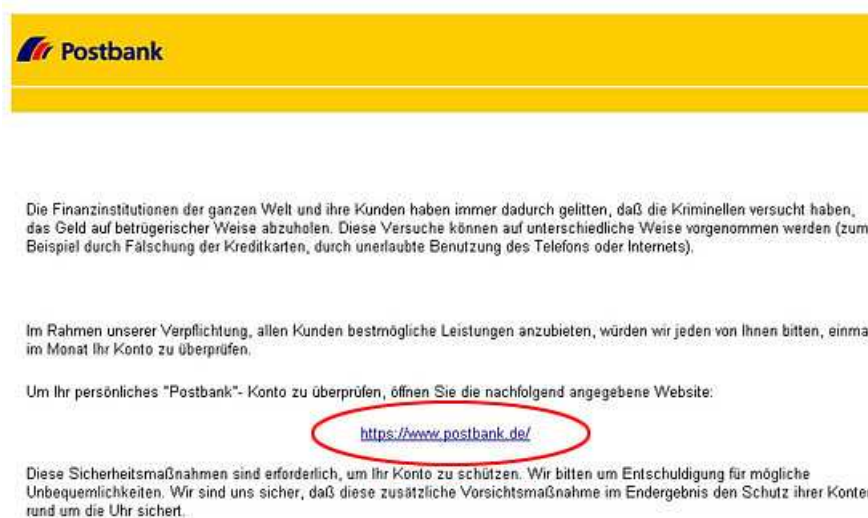 Postbank
Die Finanzinstitutionen der ganzen Welt und ihre Kunden haben immer dadurch gelitten, daß die Kriminellen versucht haben,
das Geld auf betrügerischer Weise abzuholen. Diese Versuche können auf unterschiedliche Weise vorgenommen werden (zum
Beispiel durch Fälschung der Kreditkarten, durch unerlaubte Benutzung des Telefons oder Internets).
Im Rahmen unserer Verpflichtung, allen Kunden bestmögliche Leistungen anzubieten, würden wir jeden von Ihnen bitten, einma
im Monat Ihr Konto zu überprüfen.
Um Ihr persönliches "Postbank"- Konto zu überprüfen, öffnen Sie die nachfolgend angegebene Website:
https://www.postbank.de/
Diese Sicherheitsmaßnahmen sind erforderlich, um Ihr Konto zu schützen. Wir bitten um Entschuldigung für mögliche
Unbequemlichkeiten. Wir sind uns sicher, daß diese zusätzliche Vorsichtsmaßnahme im Endergebnis den Schutz ihrer Konte
rund um die Uhr sichert.